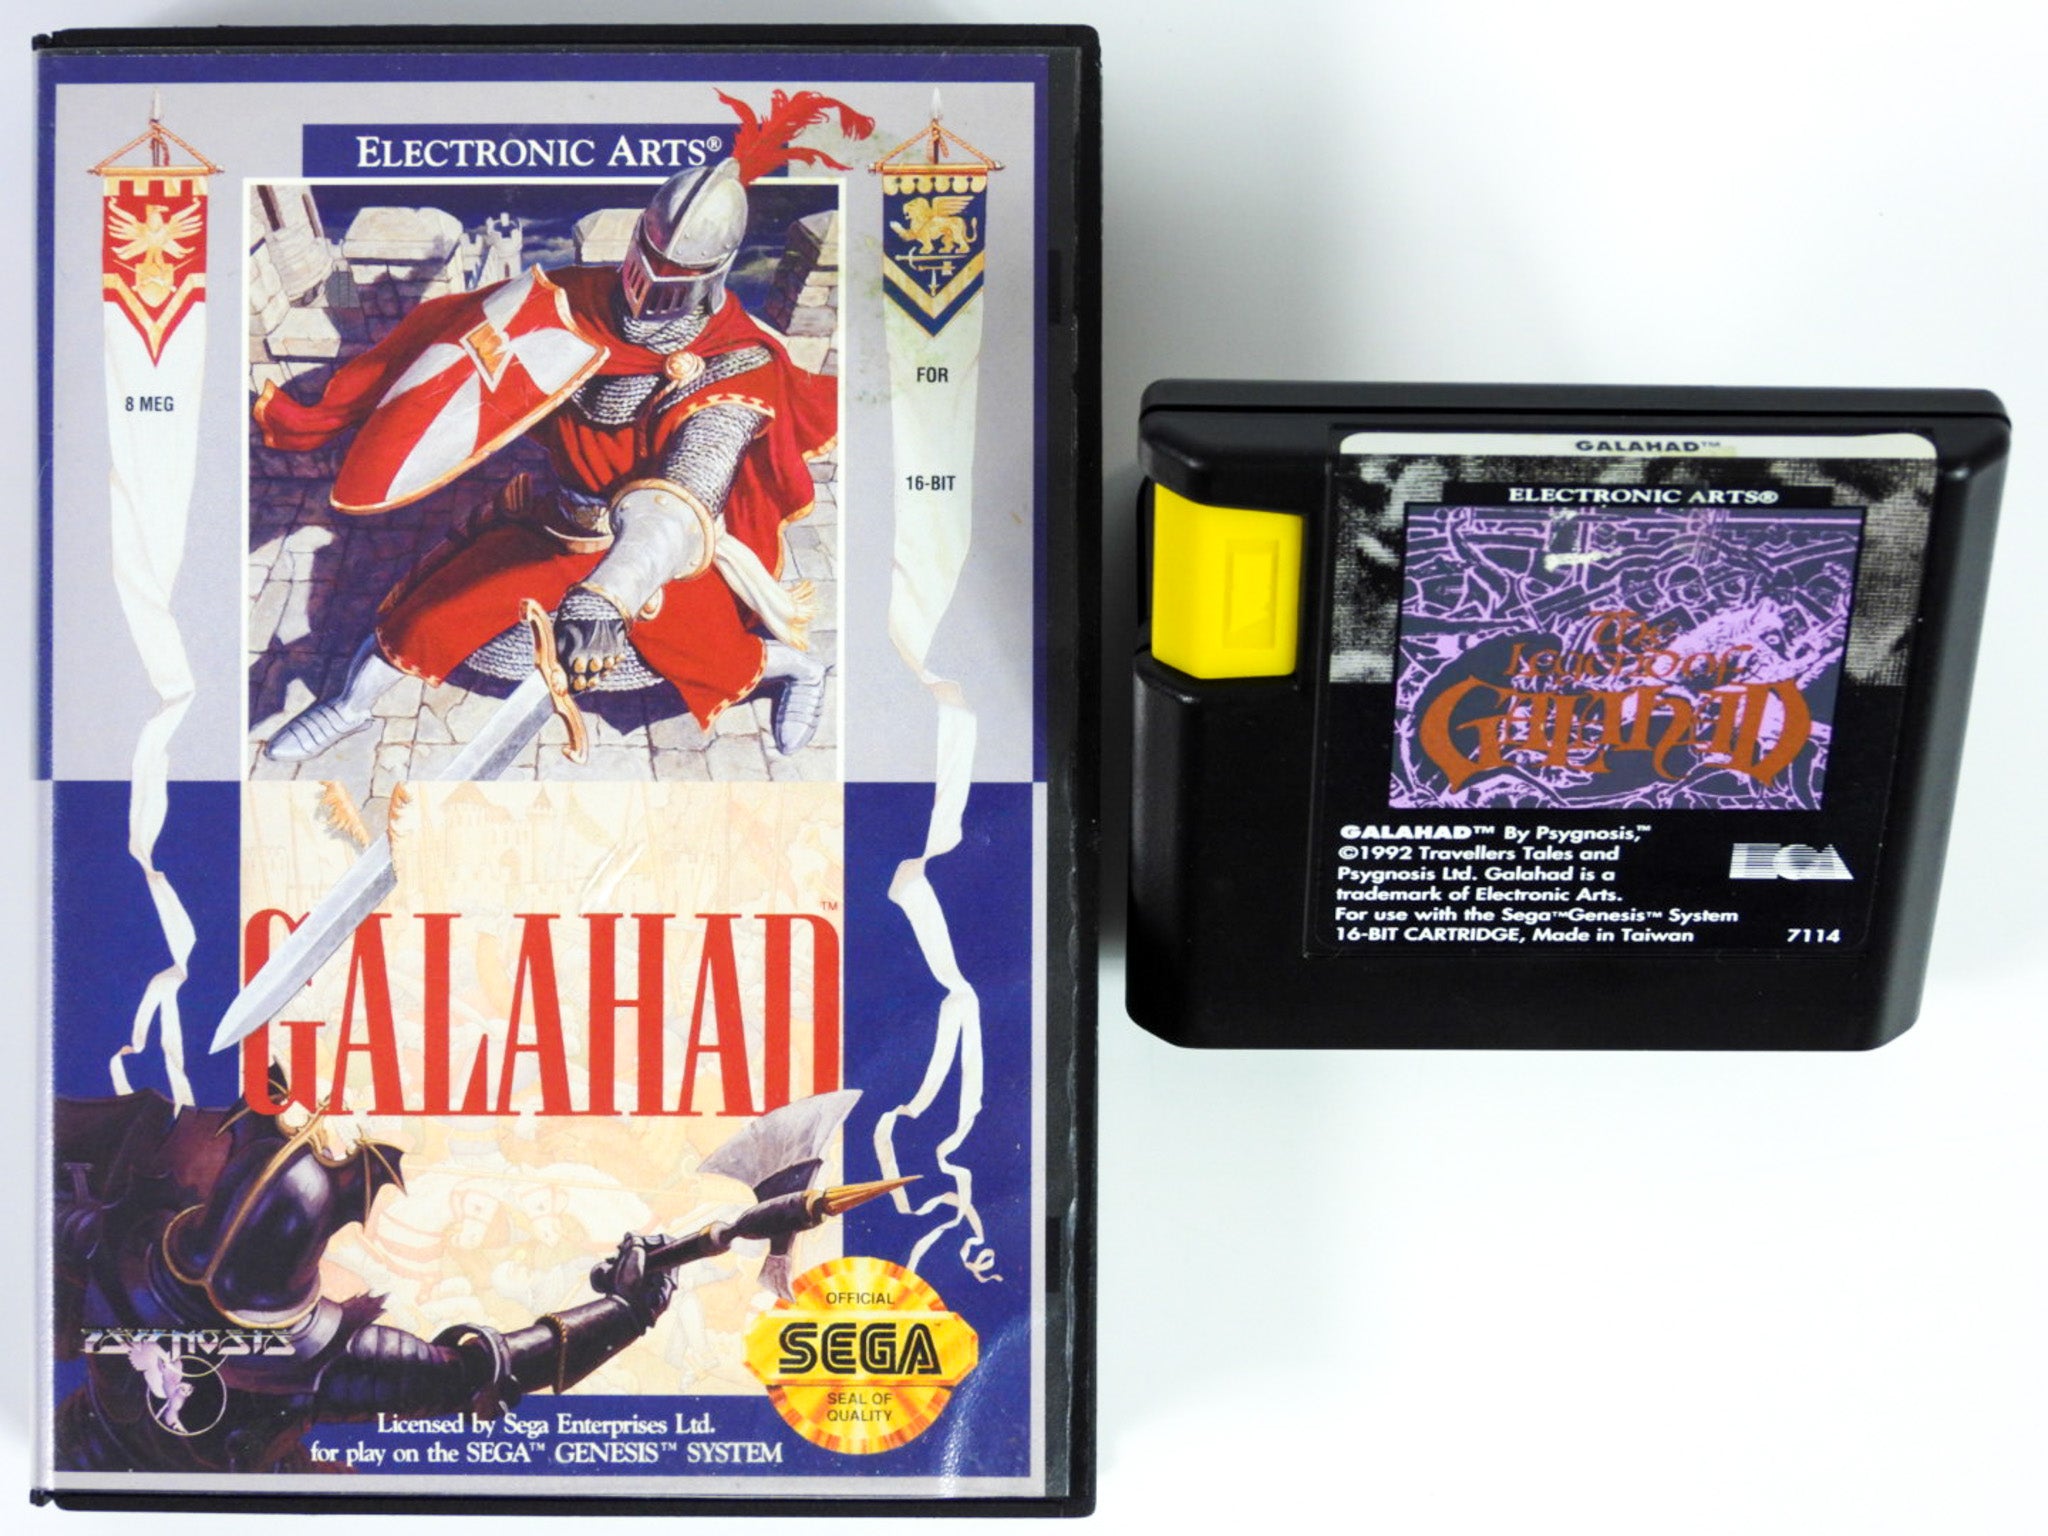 ELECTRONIC ARTS®
8 MEG
FOR
16-BIT
GALAHAD™
PSYGNOSIS
OFFICIAL
SEGA
SEAL OF
QUALITY
Licensed by Sega Enterprises Ltd.
for play on the SEGA™ GENESIS™ SYSTEM
GALAHAD™
ELECTRONIC ARTS®
The
Legend of
GALAHAD
GALAHAD™ By Psygnosis,™
©1992 Travellers Tales and
Psygnosis Ltd. Galahad is a
trademark of Electronic Arts.
For use with the Sega™Genesis™ System
16-BIT CARTRIDGE, Made in Taiwan
7114
EA